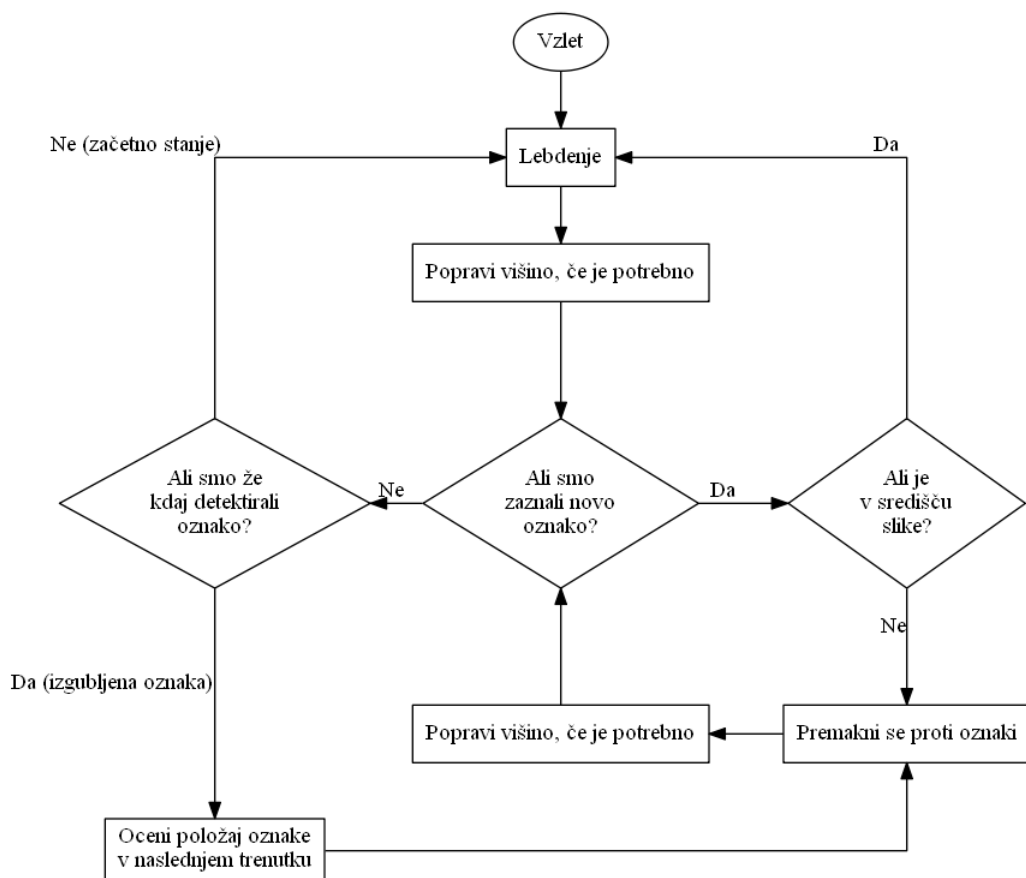 Vzlet
Ne (začetno stanje)
Da
Lebdenje
Popravi višino, če je potrebno
Ali smo že
kdaj detektirali
oznako?
Ne
Ali smo
zaznali novo
oznako?
Da
Ali je
v središču
slike?
Ne
Da (izgubljena oznaka)
Popravi višino, če je potrebno
Premakni se proti oznaki
Oceni položaj oznake
v naslednjem trenutku